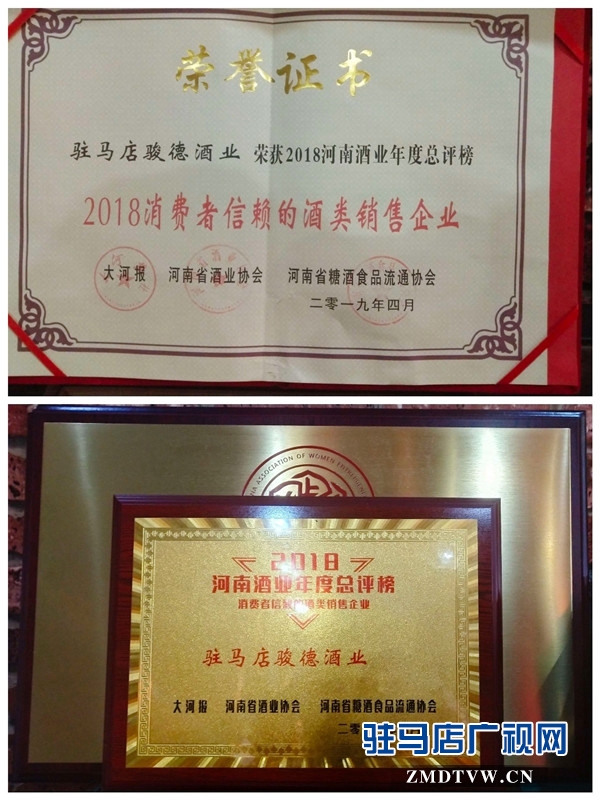 荣誉证书
驻马店骏德酒业 荣获2018河南酒业年度总评榜
2018消费者信赖的酒类销售企业
大河报 河南省酒业协会 河南省糖酒食品流通协会
二零一九年四月
ASSOCIATION OF WOMEN
2018
河南酒业年度总评榜
消费者信赖的酒类销售企业
驻马店骏德酒业
大河报 河南省酒业协会 河南省糖酒食品流通协会
二零
月
驻马店广视网
ZMDTVW.CN